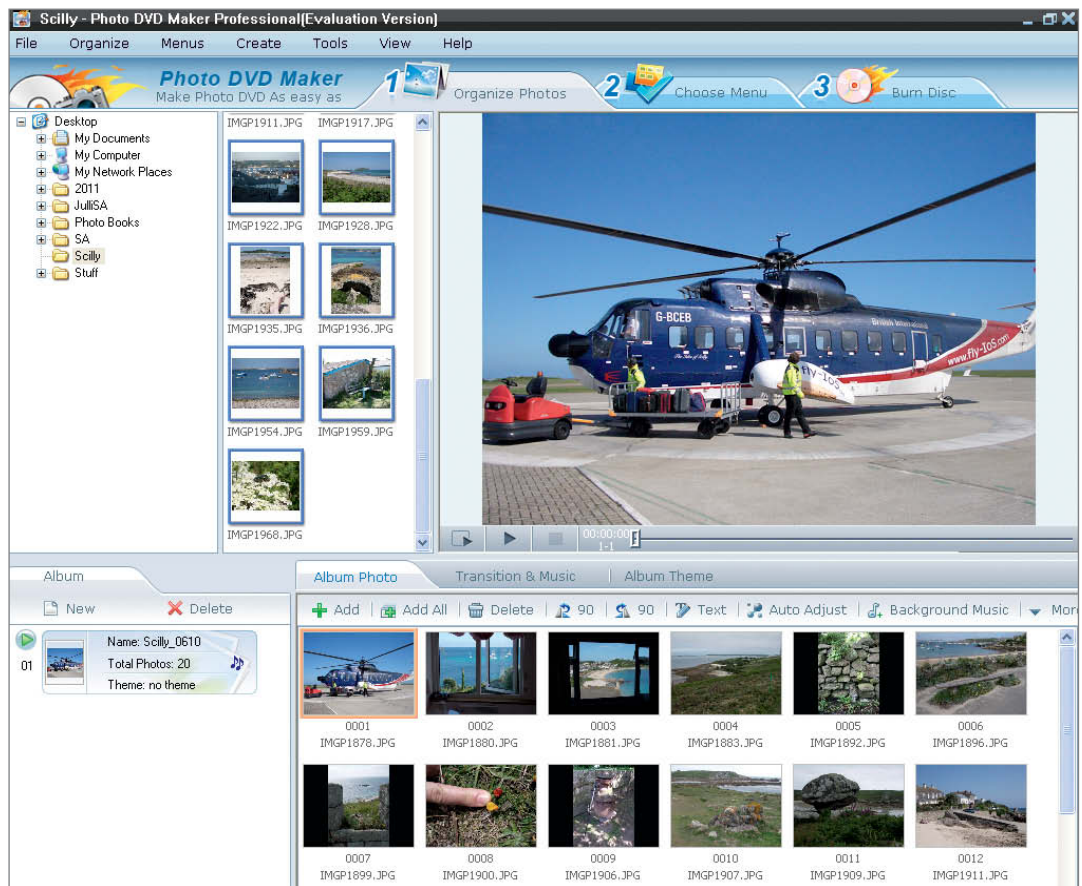 Scilly - Photo DVD Maker Professional(Evaluation Version)
File Organize Menus Create Tools View Help
Photo DVD Maker
Make Photo DVD As easy as
1 Organize Photos
2 Choose Menu
3 Burn Disc
Desktop
My Documents
My Computer
My Network Places
2011
JulliSA
Photo Books
SA
Scilly
Stuff
IMGP1911.JPG IMGP1917.JPG
IMGP1922.JPG IMGP1928.JPG
IMGP1935.JPG IMGP1936.JPG
IMGP1954.JPG IMGP1959.JPG
IMGP1968.JPG
G-BCEB
British International
www.fly-IoS.com
fly-IoS
00:00:00
1-1
Album
New Delete
01
Name: Scilly_0610
Total Photos: 20
Theme: no theme
Album Photo Transition & Music Album Theme
Add Add All Delete 90 90 Text Auto Adjust Background Music More
0001 0002 0003 0004 0005 0006
IMGP1878.JPG IMGP1880.JPG IMGP1881.JPG IMGP1883.JPG IMGP1892.JPG IMGP1896.JPG
0007 0008 0009 0010 0011 0012
IMGP1899.JPG IMGP1900.JPG IMGP1906.JPG IMGP1907.JPG IMGP1909.JPG IMGP1911.JPG